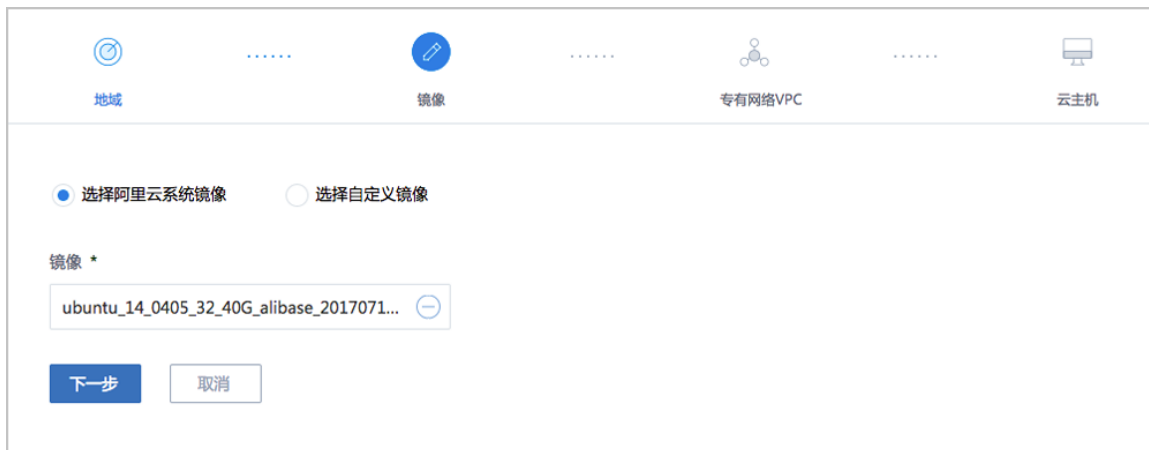 地域 镜像 专有网络VPC 云主机
选择阿里云系统镜像 选择自定义镜像
镜像 *
ubuntu_14_0405_32_40G_alibase_2017071...
下一步 取消